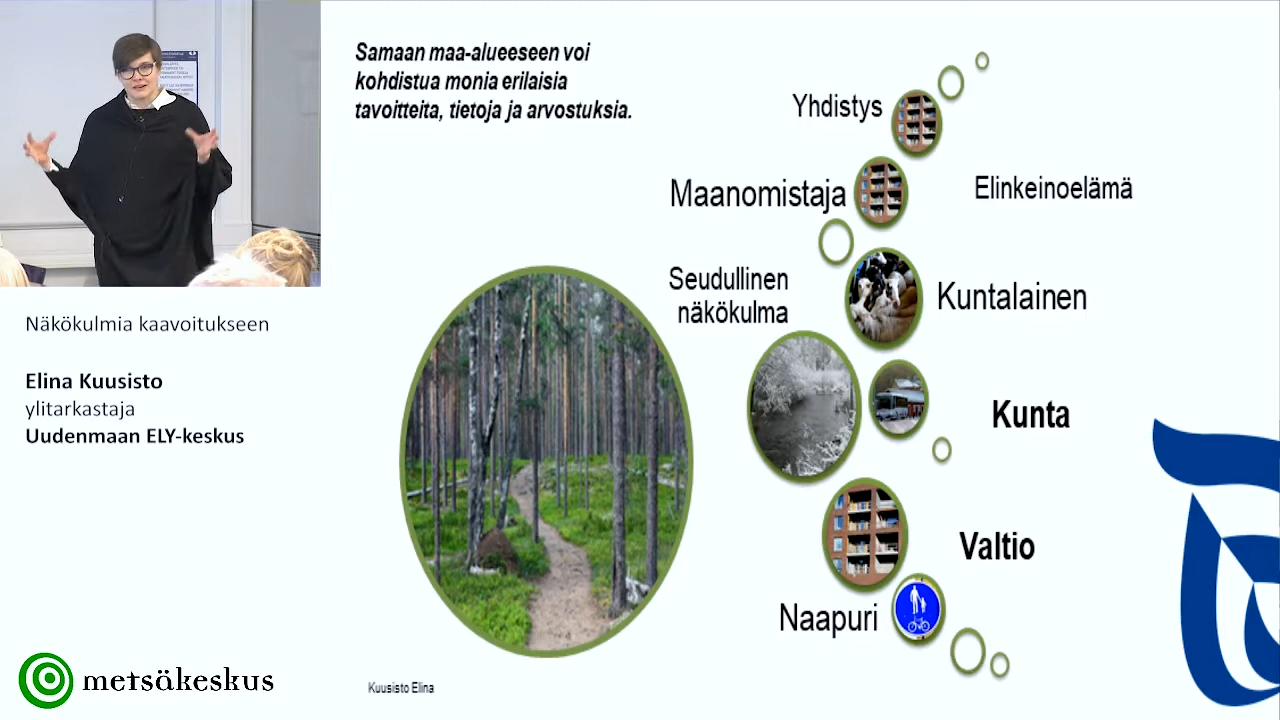 Samaan maa-alueeseen voi
kohdistua monia erilaisia
tavoitteita, tietoja ja arvostuksia.
Yhdistys
Maanomistaja
Elinkeinoelämä
Seudullinen
näkökulma
Kuntalainen
Kunta
Valtio
Naapuri
Kuusisto Elina
Näkökulmia kaavoitukseen
Elina Kuusisto
ylitarkastaja
Uudenmaan ELY-keskus
metsäkeskus